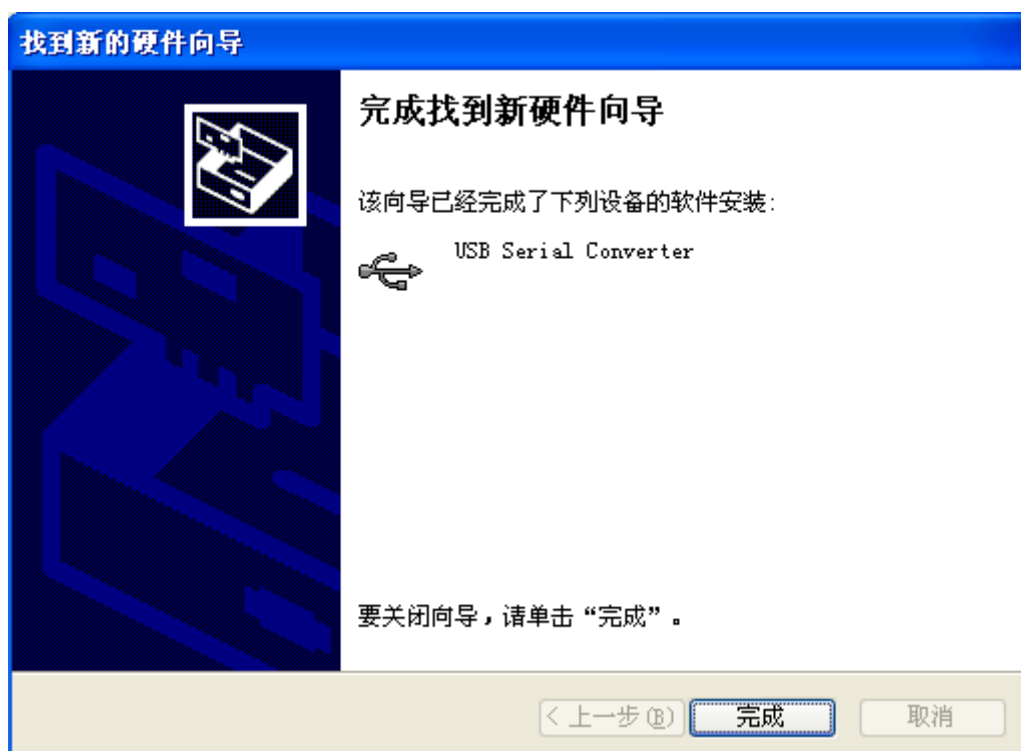 找到新的硬件向导
完成找到新硬件向导
该向导已经完成了下列设备的软件安装:
USB Serial Converter
要关闭向导，请单击“完成”。
< 上一步(B)
完成
取消